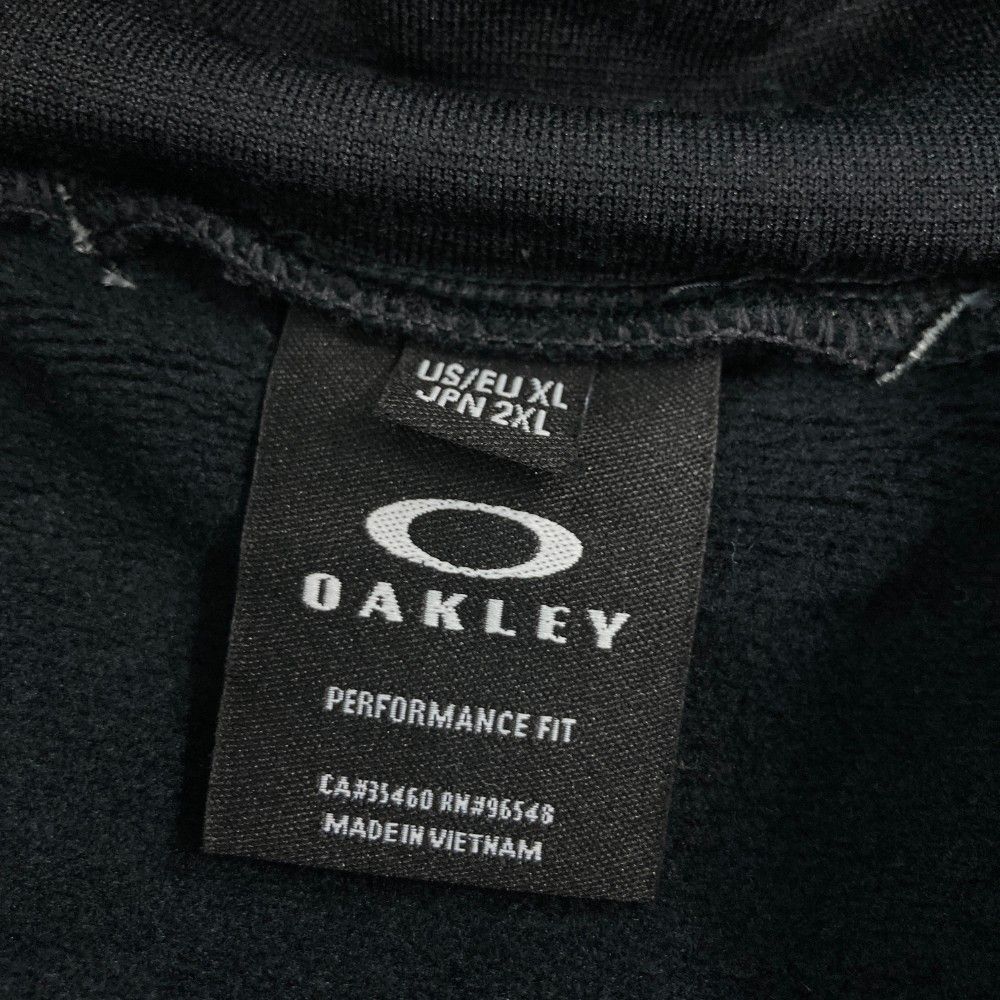 US/EU XL
JPN 2XL
OAKLEY
PERFORMANCE FIT
CA#35460 RN#96548
MADE IN VIETNAM